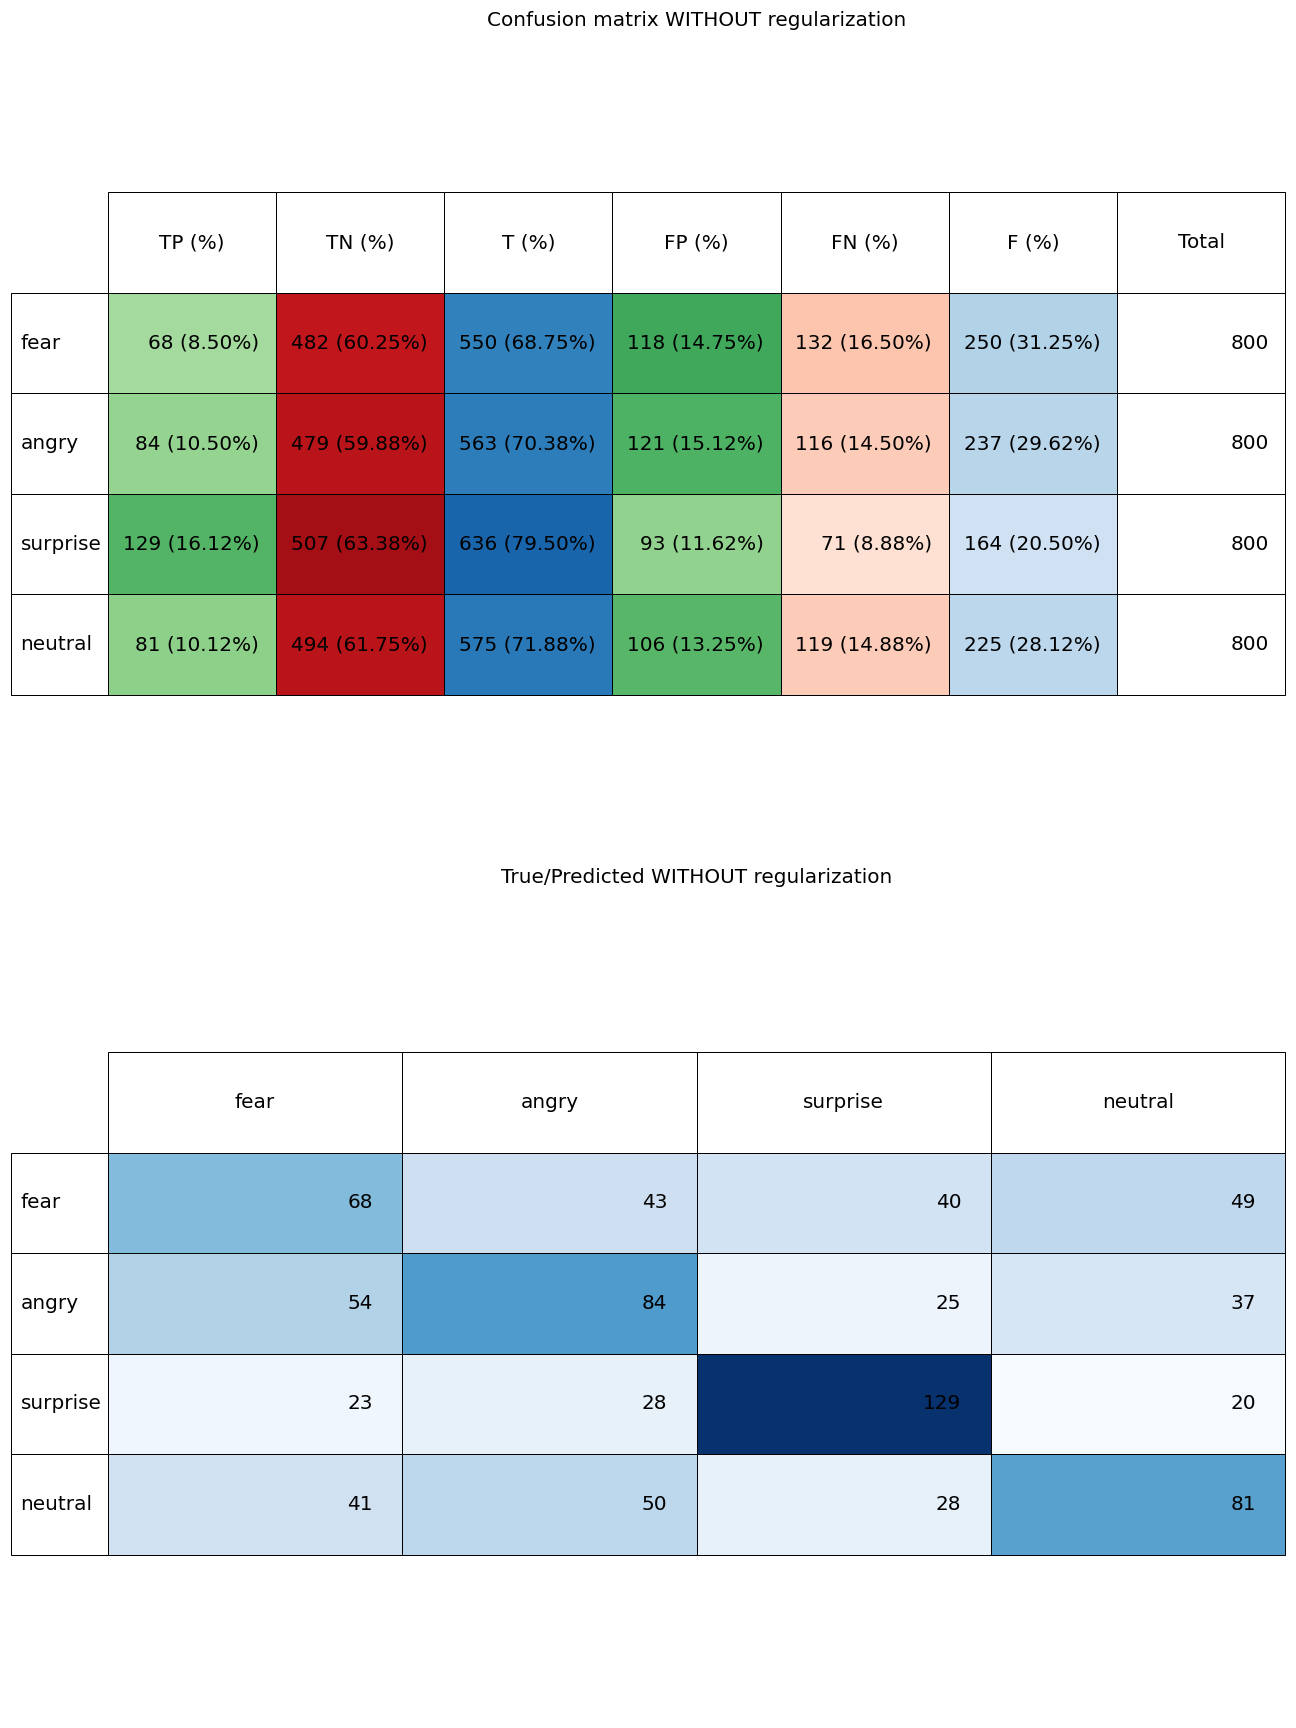 Confusion matrix WITHOUT regularization
TP (%) TN (%) T (%) FP (%) FN (%) F (%) Total
fear 68 (8.50%) 482 (60.25%) 550 (68.75%) 118 (14.75%) 132 (16.50%) 250 (31.25%) 800
angry 84 (10.50%) 479 (59.88%) 563 (70.38%) 121 (15.12%) 116 (14.50%) 237 (29.62%) 800
surprise 129 (16.12%) 507 (63.38%) 636 (79.50%) 93 (11.62%) 71 (8.88%) 164 (20.50%) 800
neutral 81 (10.12%) 494 (61.75%) 575 (71.88%) 106 (13.25%) 119 (14.88%) 225 (28.12%) 800
True/Predicted WITHOUT regularization
fear angry surprise neutral
fear 68 43 40 49
angry 54 84 25 37
surprise 23 28 129 20
neutral 41 50 28 81